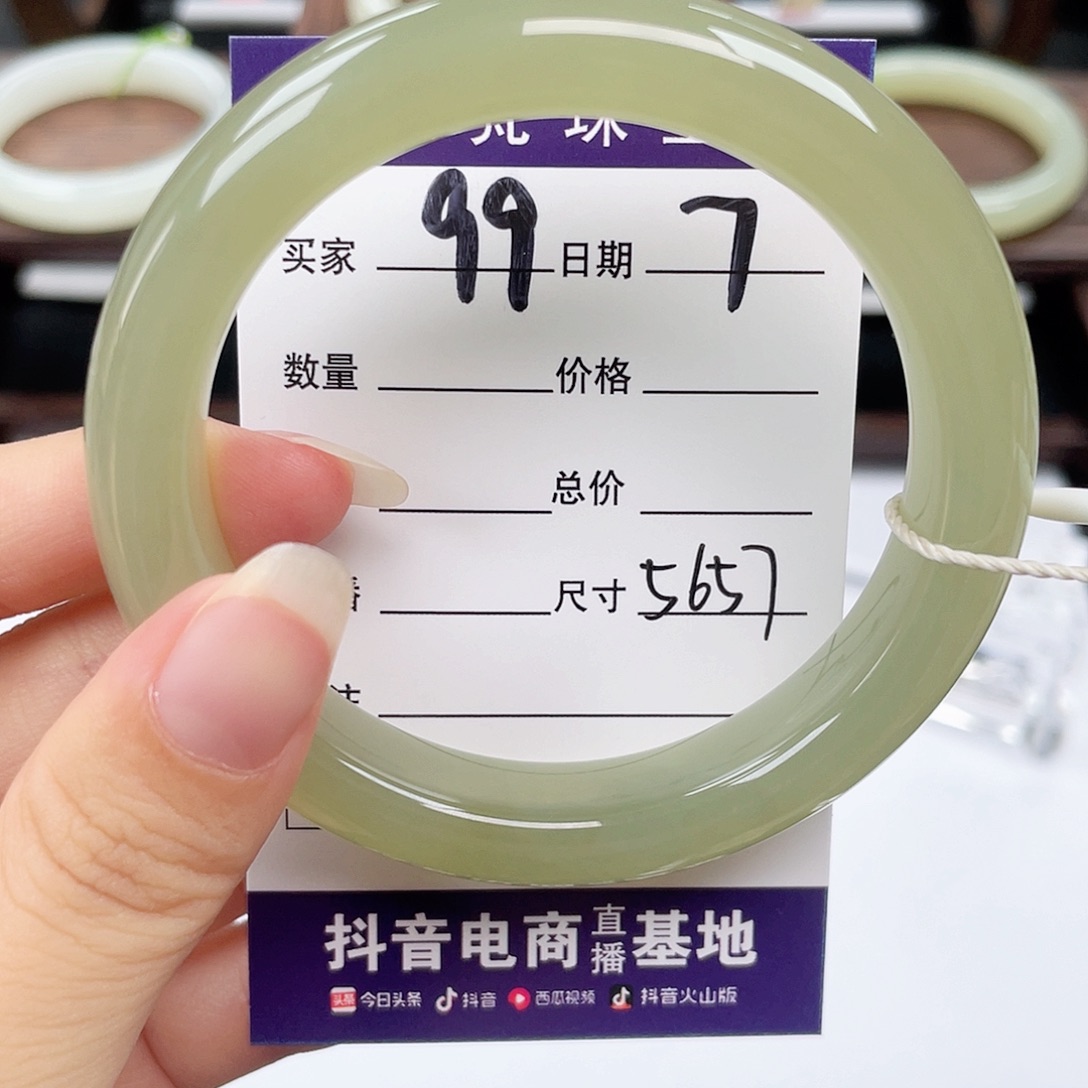 珠
买家 99 日期 7
数量 价格
总价
尺寸 5657
抖音电商直播基地
今日头条 抖音 西瓜视频 抖音火山版